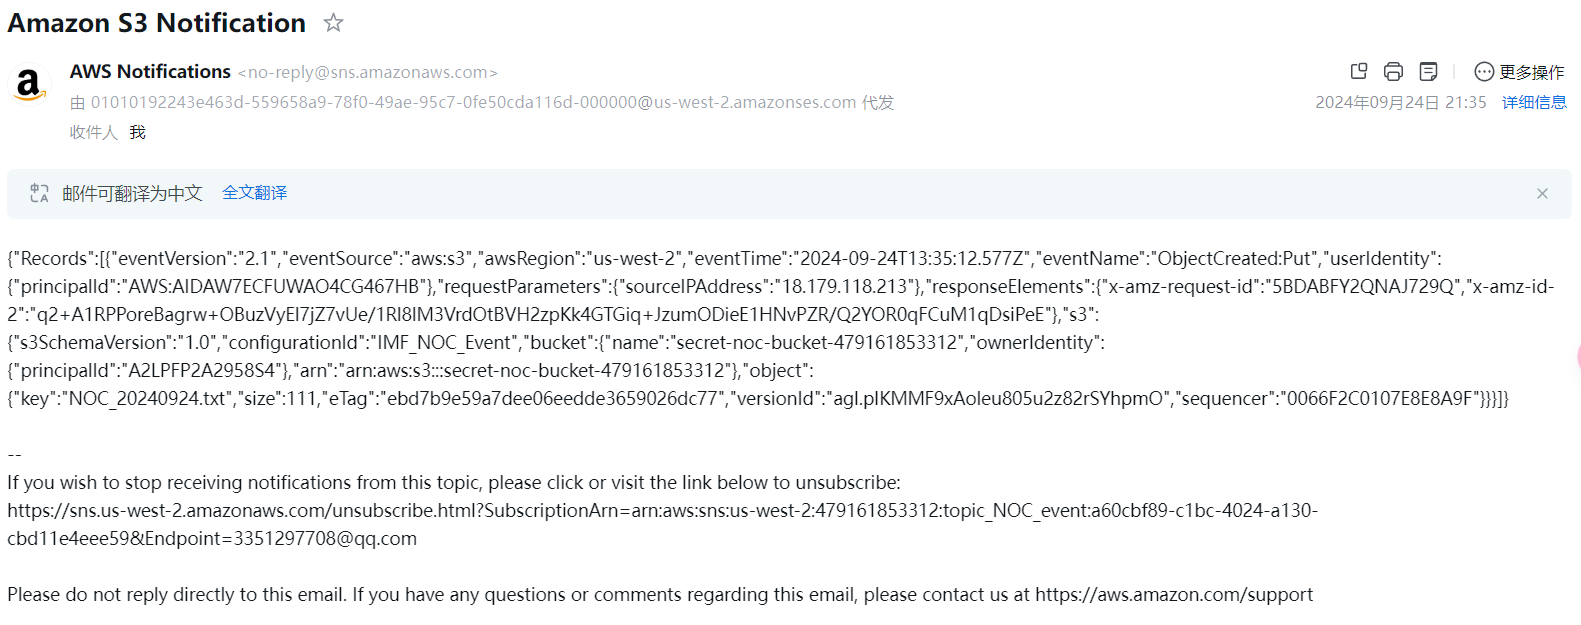 Amazon S3 Notification
AWS Notifications <no-reply@sns.amazonaws.com>
更多操作
由 01010192243e463d-559658a9-78f0-49ae-95c7-0fe50cda116d-000000@us-west-2.amazonses.com 代发
2024年09月24日 21:35 详细信息
收件人 我
邮件可翻译为中文 全文翻译
{"Records":[{"eventVersion":"2.1","eventSource":"aws:s3","awsRegion":"us-west-2","eventTime":"2024-09-24T13:35:12.577Z","eventName":"ObjectCreated:Put","userIdentity":
{"principalId":"AWS:AIDAW7ECFUWAO4CG467HB"},"requestParameters":{"sourceIPAddress":"18.179.118.213"},"responseElements":{"x-amz-request-id":"5BDABFY2QNAJ729Q","x-amz-id-
2":"q2+A1RPPoreBagrw+OBuzVyEI7jZ7vUe/1RI8IM3VrdOtBVH2zpKk4GTGiq+JzumODieE1HNvPZR/Q2YOR0qFCuM1qDsiPeE"},"s3":
{"s3SchemaVersion":"1.0","configurationId":"IMF_NOC_Event","bucket":{"name":"secret-noc-bucket-479161853312","ownerIdentity":
{"principalId":"A2LPFP2A2958S4"},"arn":"arn:aws:s3:::secret-noc-bucket-479161853312"},"object":
{"key":"NOC_20240924.txt","size":111,"eTag":"ebd7b9e59a7dee06eedde3659026dc77","versionId":"agI.pIKMMF9xAoIeu805u2z82rSYhpmO","sequencer":"0066F2C0107E8E8A9F"}}}]}
--
If you wish to stop receiving notifications from this topic, please click or visit the link below to unsubscribe:
https://sns.us-west-2.amazonaws.com/unsubscribe.html?SubscriptionArn=arn:aws:sns:us-west-2:479161853312:topic_NOC_event:a60cbf89-c1bc-4024-a130-
cbd11e4eee59&Endpoint=3351297708@qq.com
Please do not reply directly to this email. If you have any questions or comments regarding this email, please contact us at https://aws.amazon.com/support